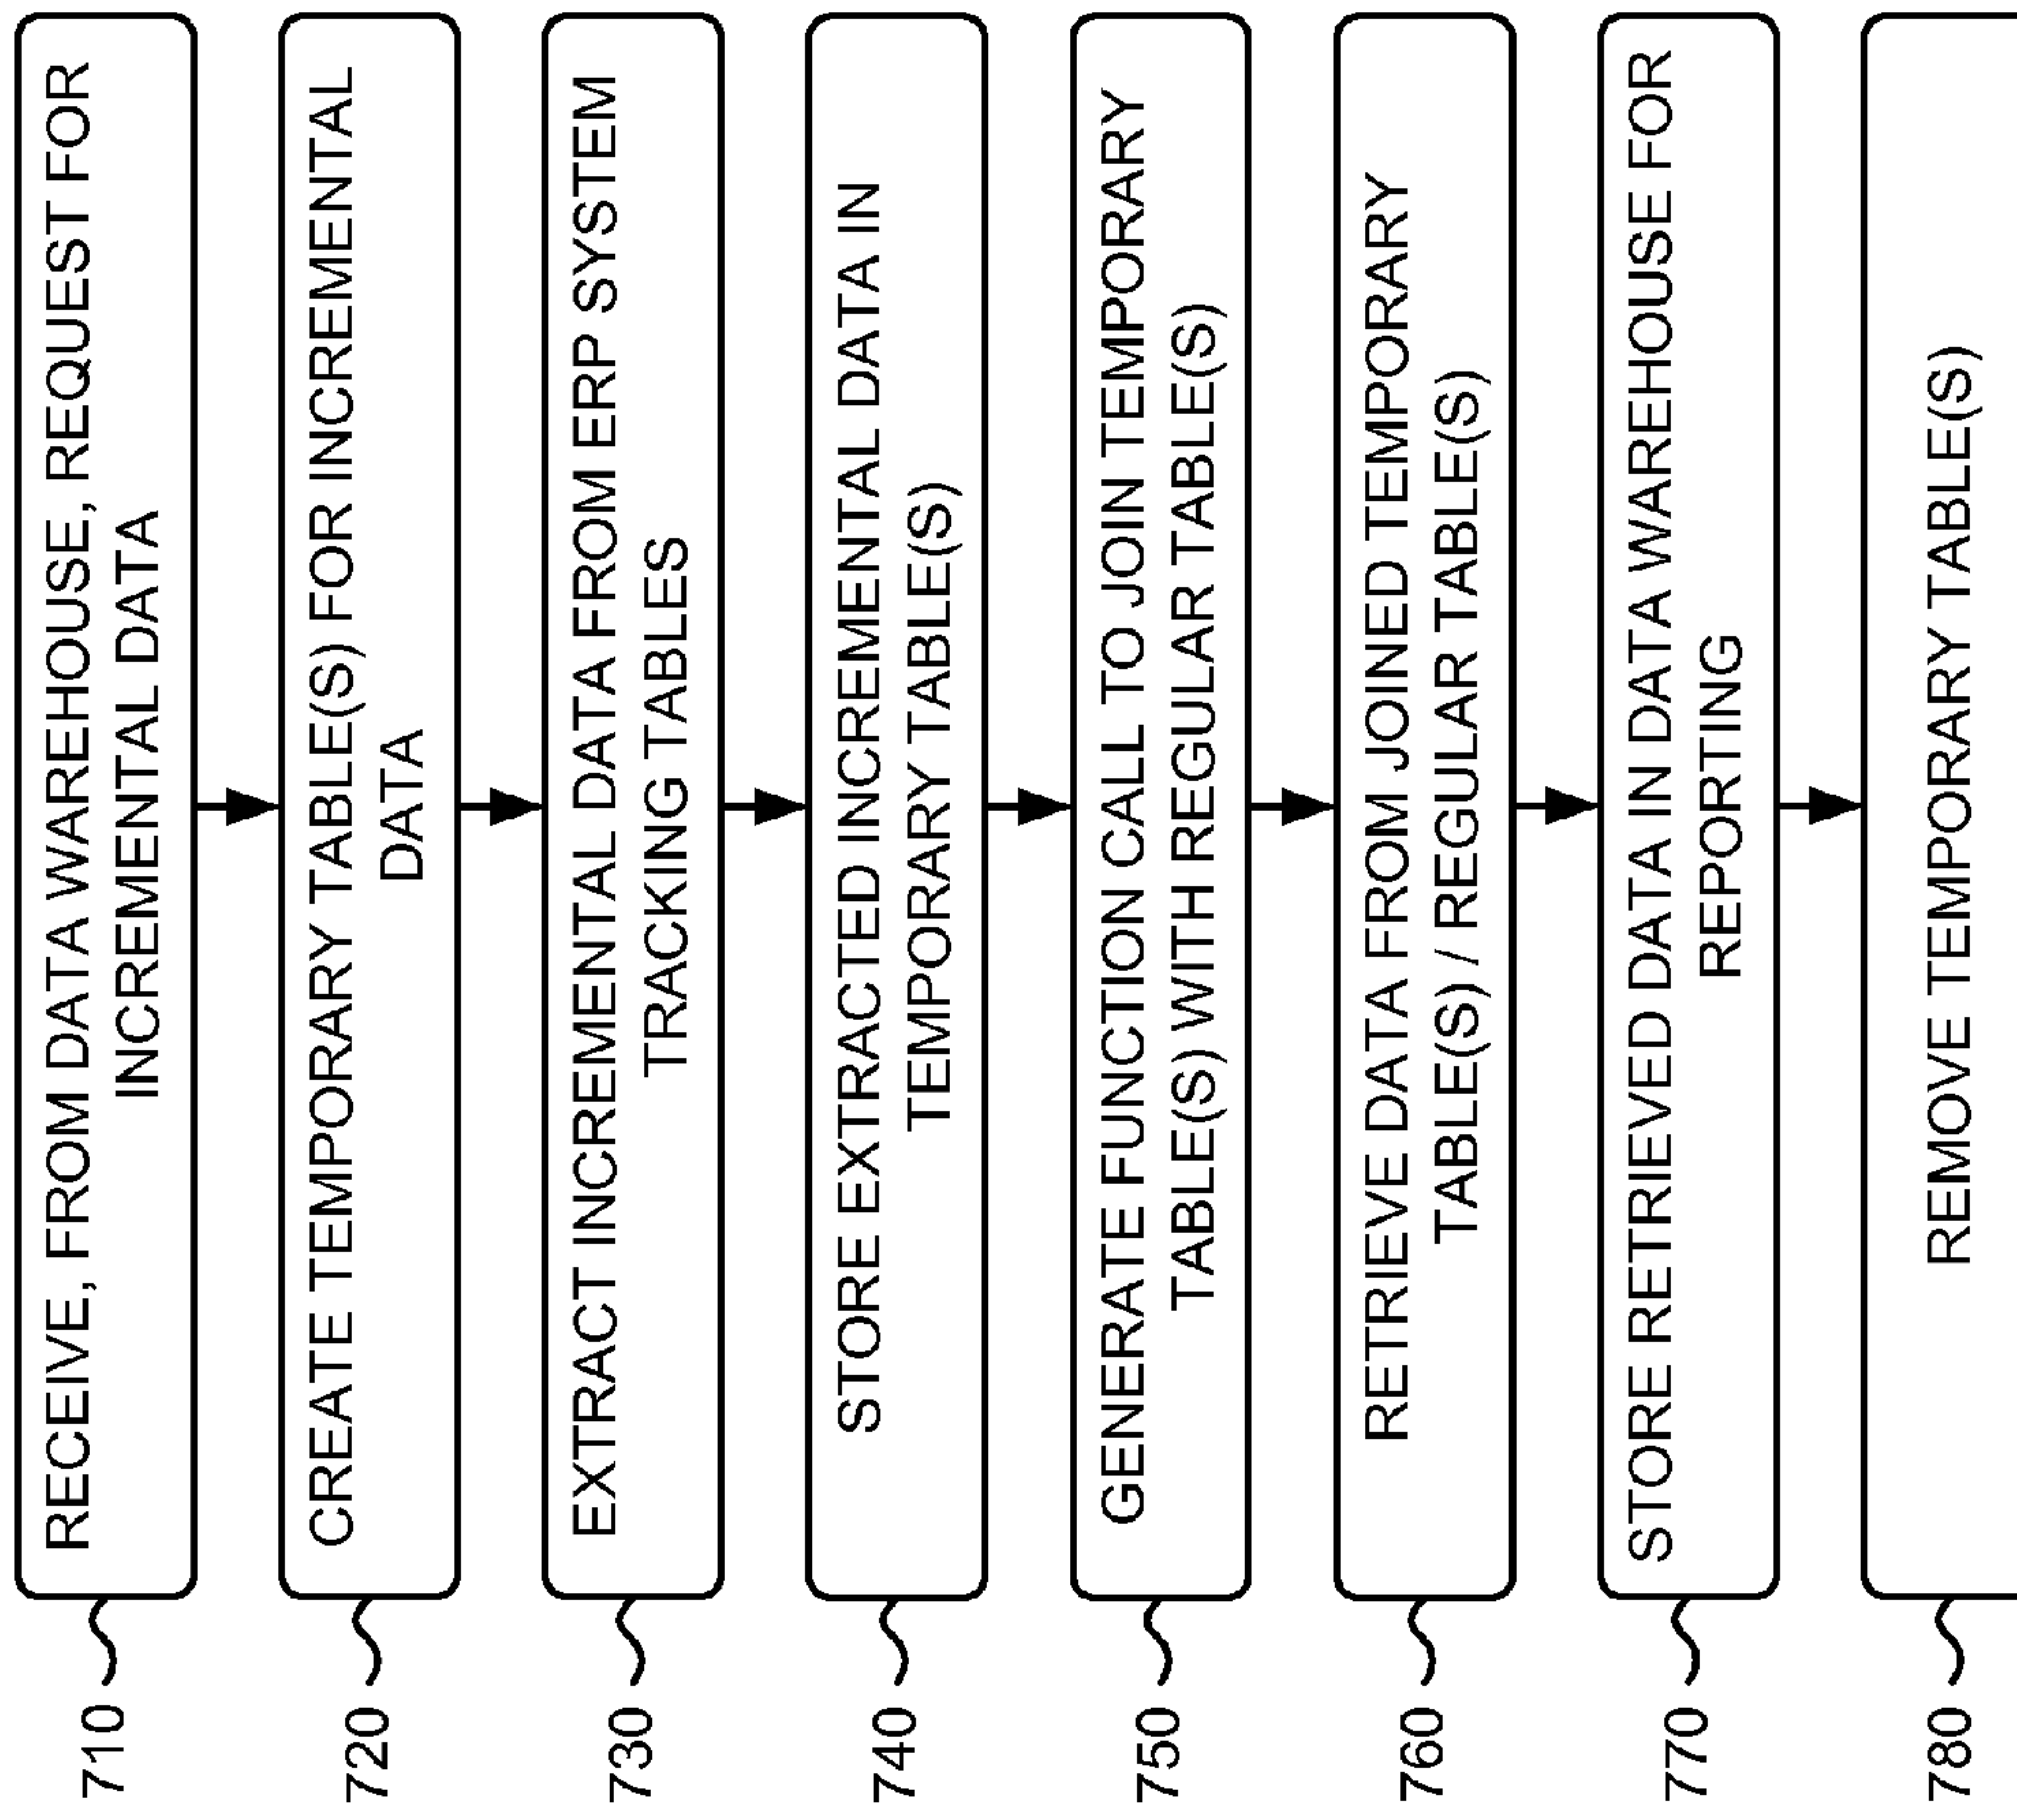 710
RECEIVE, FROM DATA WAREHOUSE, REQUEST FOR
INCREMENTAL DATA
720
CREATE TEMPORARY TABLE(S) FOR INCREMENTAL
DATA
730
EXTRACT INCREMENTAL DATA FROM ERP SYSTEM
TRACKING TABLES
740
STORE EXTRACTED INCREMENTAL DATA IN
TEMPORARY TABLE(S)
750
GENERATE FUNCTION CALL TO JOIN TEMPORARY
TABLE(S) WITH REGULAR TABLE(S)
760
RETRIEVE DATA FROM JOINED TEMPORARY
TABLE(S) / REGULAR TABLE(S)
770
STORE RETRIEVED DATA IN DATA WAREHOUSE FOR
REPORTING
780
REMOVE TEMPORARY TABLE(S)